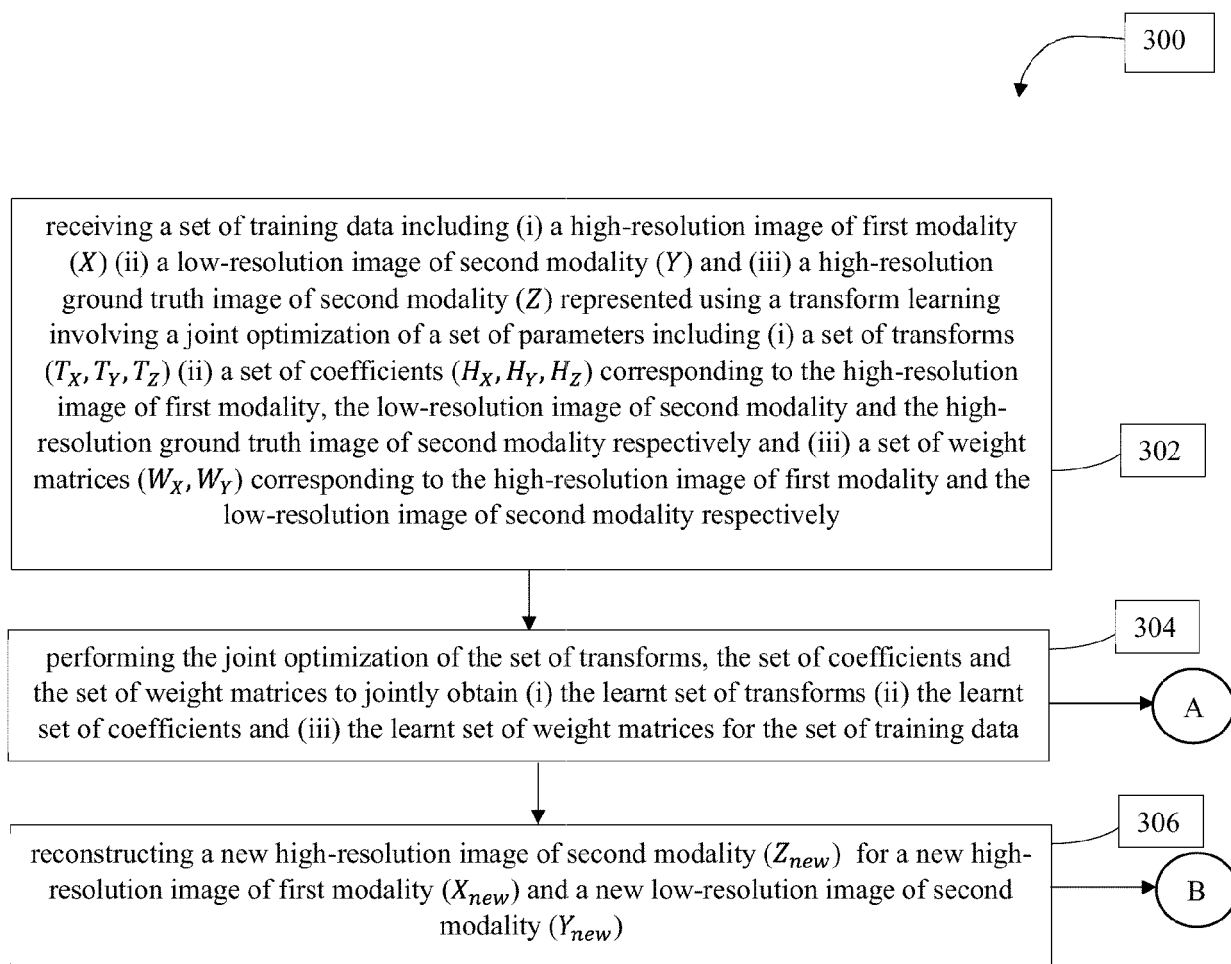 300
receiving a set of training data including (i) a high-resolution image of first modality
(X) (ii) a low-resolution image of second modality (Y) and (iii) a high-resolution
ground truth image of second modality (Z) represented using a transform learning
involving a joint optimization of a set of parameters including (i) a set of transforms
(T_X, T_Y, T_Z) (ii) a set of coefficients (H_X, H_Y, H_Z) corresponding to the high-resolution
image of first modality, the low-resolution image of second modality and the high-
resolution ground truth image of second modality respectively and (iii) a set of weight
matrices (W_X, W_Y) corresponding to the high-resolution image of first modality and the
low-resolution image of second modality respectively
302
304
performing the joint optimization of the set of transforms, the set of coefficients and
the set of weight matrices to jointly obtain (i) the learnt set of transforms (ii) the learnt
set of coefficients and (iii) the learnt set of weight matrices for the set of training data
A
306
reconstructing a new high-resolution image of second modality (Z_new) for a new high-
resolution image of first modality (X_new) and a new low-resolution image of second
modality (Y_new)
B